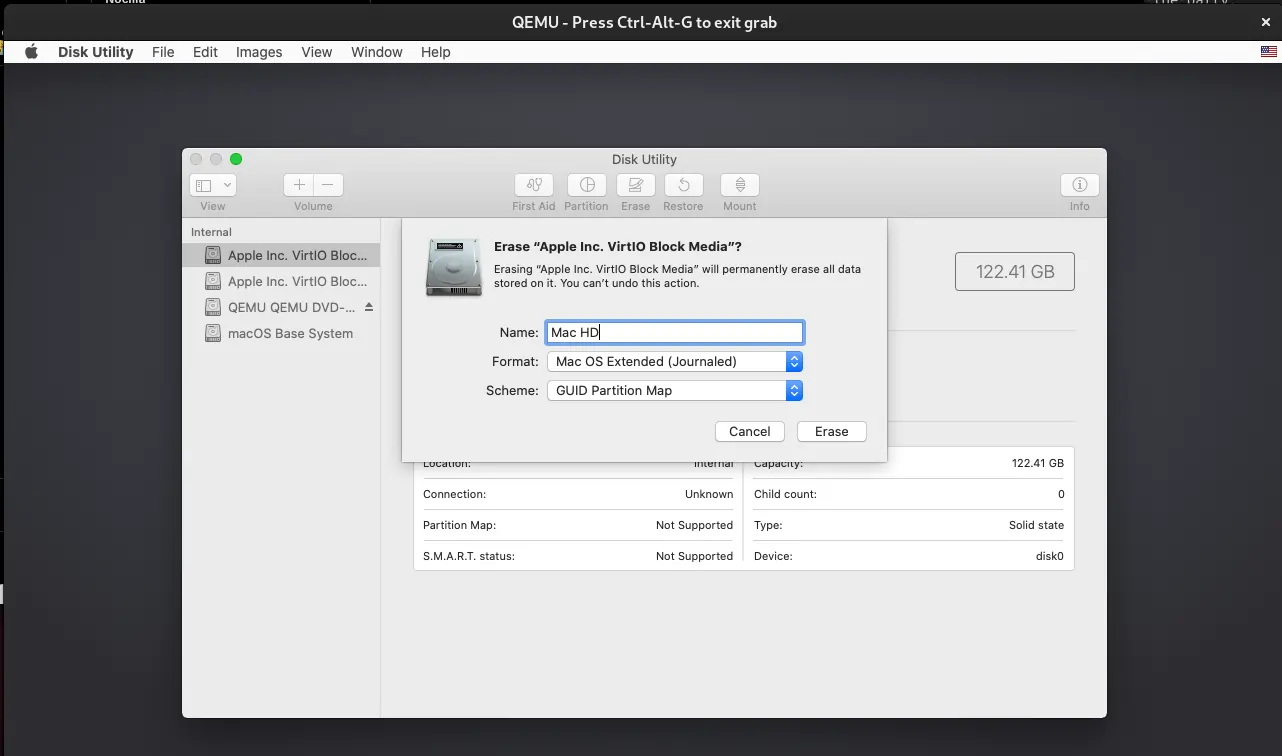 QEMU - Press Ctrl-Alt-G to exit grab
Disk Utility File Edit Images View Window Help
Disk Utility
View Volume First Aid Partition Erase Restore Mount Info
Internal
Apple Inc. VirtIO Bloc...
Apple Inc. VirtIO Bloc...
QEMU QEMU DVD-...
macOS Base System
Erase “Apple Inc. VirtIO Block Media”?
Erasing “Apple Inc. VirtIO Block Media” will permanently erase all data
stored on it. You can’t undo this action.
122.41 GB
Name: Mac HD
Format: Mac OS Extended (Journaled)
Scheme: GUID Partition Map
Cancel Erase
Location: Internal
Connection: Unknown
Partition Map: Not Supported
S.M.A.R.T. status: Not Supported
Capacity: 122.41 GB
Child count: 0
Type: Solid state
Device: disk0